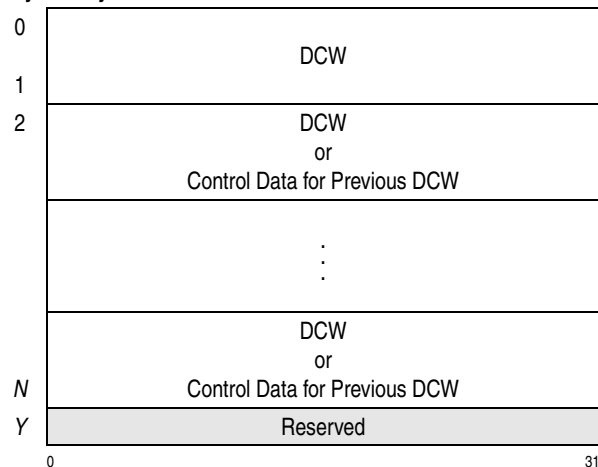 0
DCW
1
2
DCW
or
Control Data for Previous DCW
.
.
.
DCW
or
N
Control Data for Previous DCW
Y
Reserved
0
31